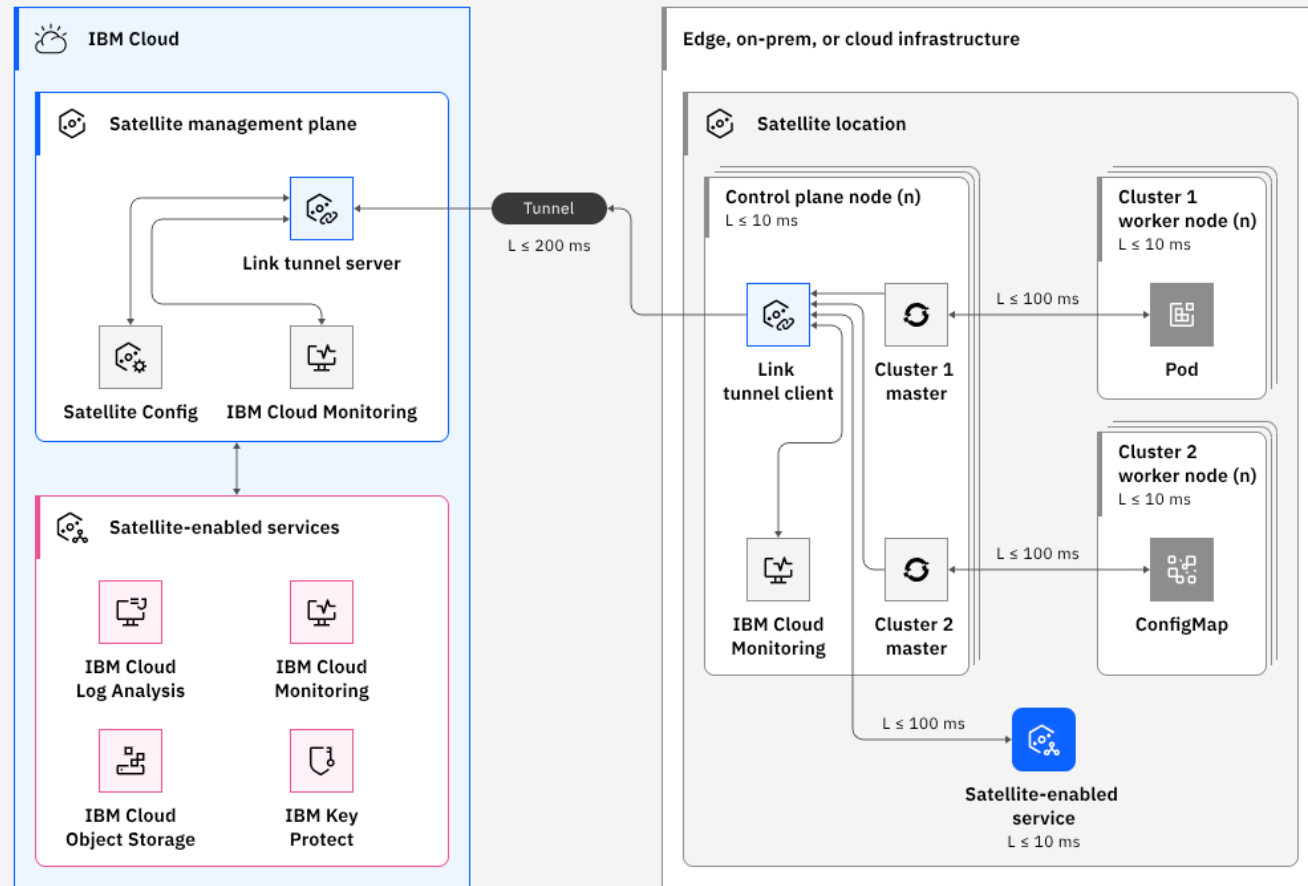 IBM Cloud
Satellite management plane
Link tunnel server
Satellite Config
IBM Cloud Monitoring
Satellite-enabled services
IBM Cloud
Log Analysis
IBM Cloud
Monitoring
IBM Cloud
Object Storage
IBM Key
Protect
Tunnel
L ≤ 200 ms
Edge, on-prem, or cloud infrastructure
Satellite location
Control plane node (n)
L ≤ 10 ms
Link
tunnel client
Cluster 1
master
IBM Cloud
Monitoring
Cluster 2
master
L ≤ 100 ms
Cluster 1
worker node (n)
L ≤ 10 ms
Pod
L ≤ 100 ms
Cluster 2
worker node (n)
L ≤ 10 ms
ConfigMap
L ≤ 100 ms
Satellite-enabled
service
L ≤ 10 ms